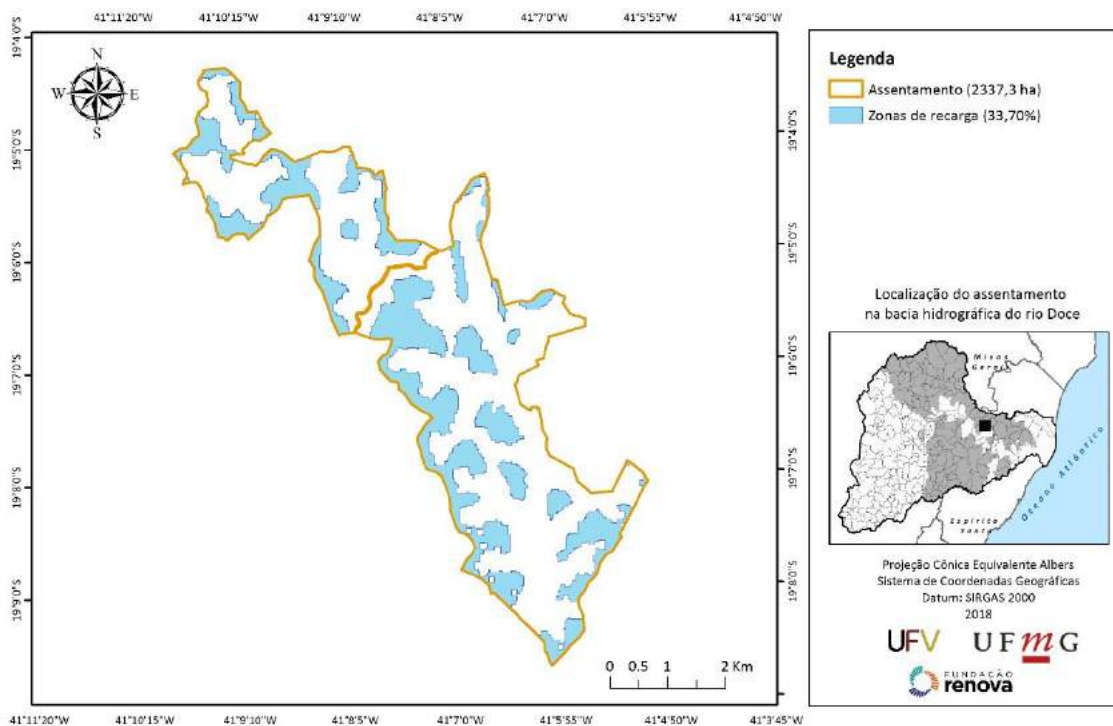 41°11'20"W 41°10'15"W 41°9'10"W 41°8'5"W 41°7'0"W 41°5'55"W 41°4'50"W
19°4'0"S
19°5'0"S
19°6'0"S
19°7'0"S
19°8'0"S
19°9'0"S
N
W E
S
19°4'0"S
19°5'0"S
19°6'0"S
19°7'0"S
19°8'0"S
0 0.5 1 2 Km
41°11'20"W 41°10'15"W 41°9'10"W 41°8'5"W 41°7'0"W 41°5'55"W 41°4'50"W 41°3'45"W
Legenda
Assentamento (2337,3 ha)
Zonas de recarga (33,70%)
Localização do assentamento
na bacia hidrográfica do rio Doce
Minas
Gerais
Oceano Atlântico
Espírito
Santo
Projeção Cônica Equivalente Albers
Sistema de Coordenadas Geográficas
Datum: SIRGAS 2000
2018
UFV UFmG
FUNDAÇÃO
renova